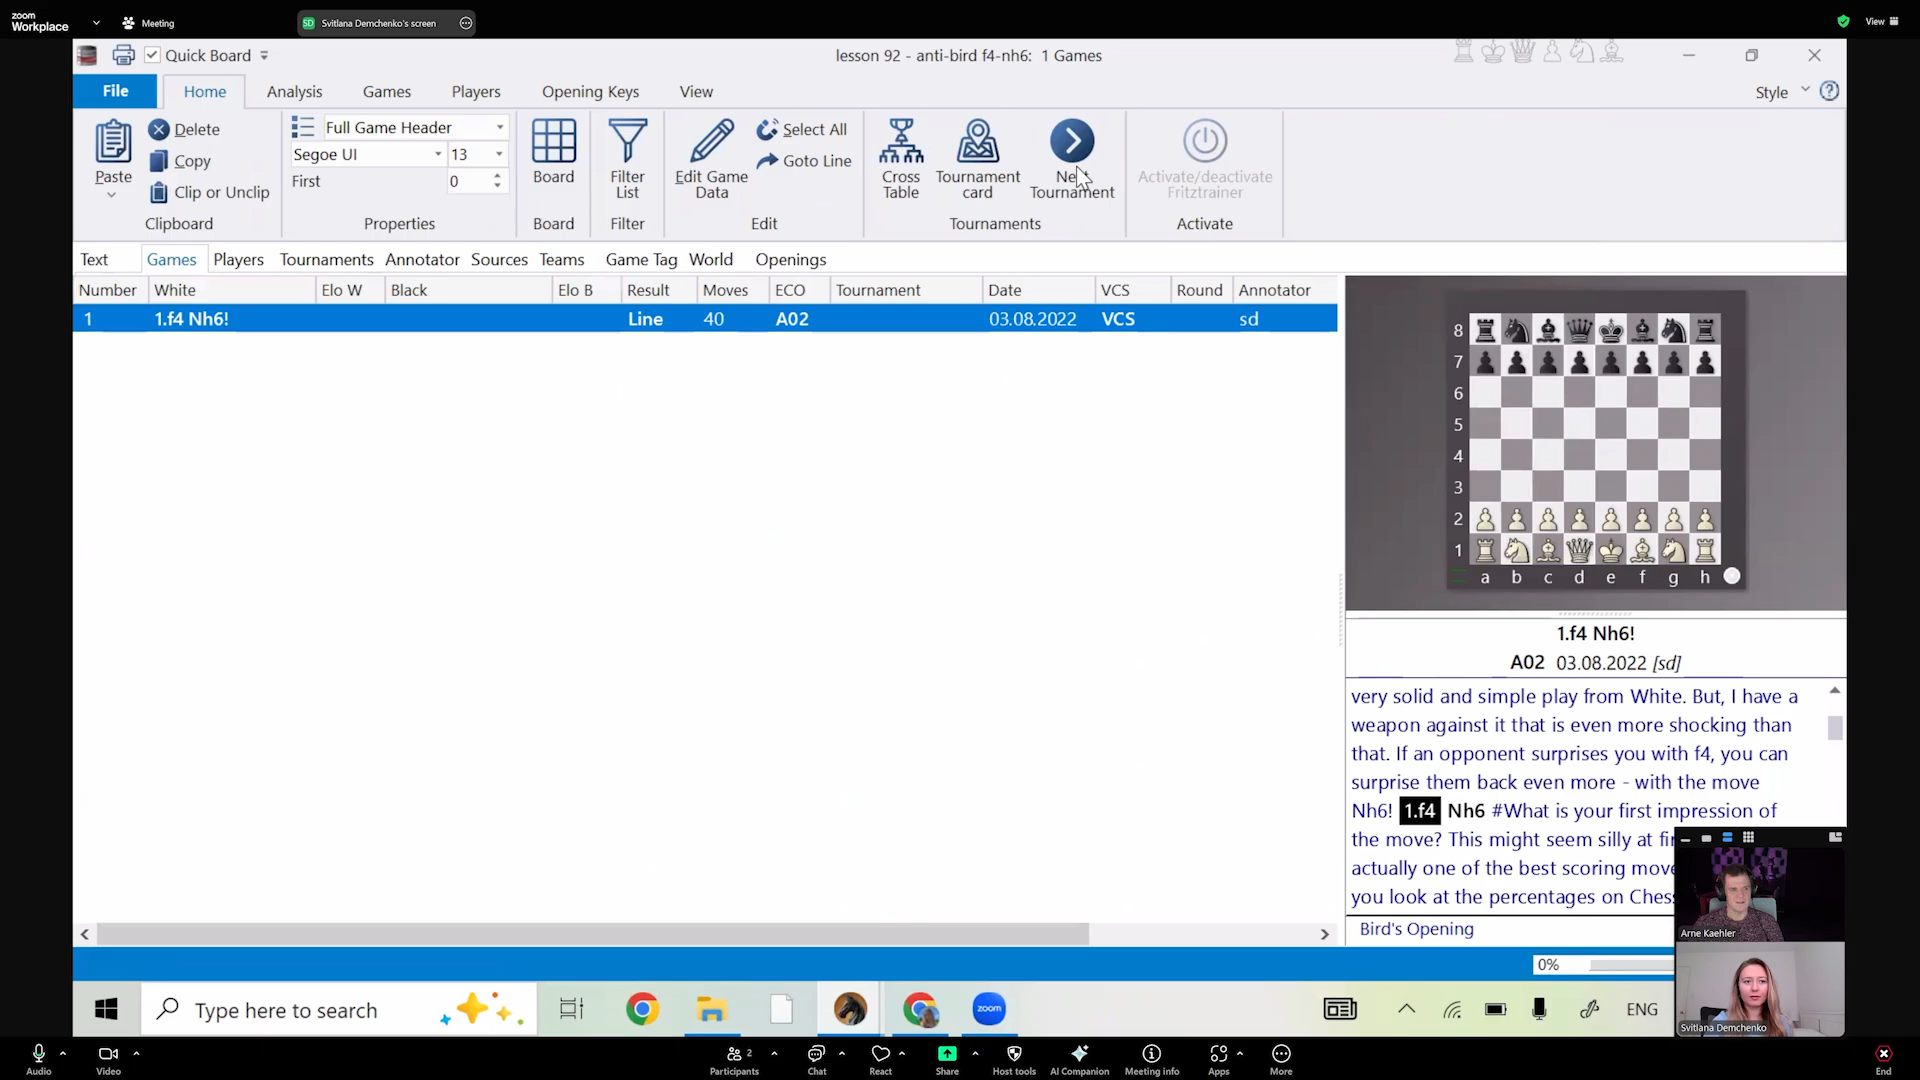 zoom
Workplace
Meeting
SD Svitlana Demchenko's screen
View
Quick Board
lesson 92 - anti-bird f4-nh6: 1 Games
File Home Analysis Games Players Opening Keys View
Style
Paste
Delete
Copy
Clip or Unclip
Clipboard
Full Game Header
Segoe UI 13
First 0
Properties
Board
Board
Filter
List
Filter
Edit Game
Data
Select All
Goto Line
Edit
Cross
Table
Tournament
card
Tournament
Tournaments
Activate/deactivate
Fritztrainer
Activate
Text Games Players Tournaments Annotator Sources Teams Game Tag World Openings
Number White Elo W Black Elo B Result Moves ECO Tournament Date VCS Round Annotator
1 1.f4 Nh6! Line 40 A02 03.08.2022 VCS sd
8
7
6
5
4
3
2
1
a b c d e f g h
1.f4 Nh6!
A02 03.08.2022 [sd]
very solid and simple play from White. But, I have a
weapon against it that is even more shocking than
that. If an opponent surprises you with f4, you can
surprise them back even more - with the move
Nh6! 1.f4 Nh6 #What is your first impression of
the move? This might seem silly at
actually one of the best scoring
you look at the percentages on
Bird's Opening
0%
Arne Kaehler
Svitlana Demchenko
Type here to search
zoom
ENG
Audio
Video
Participants 2
Chat
React
Share
Host tools
AI Companion
Meeting info
Apps
More
End